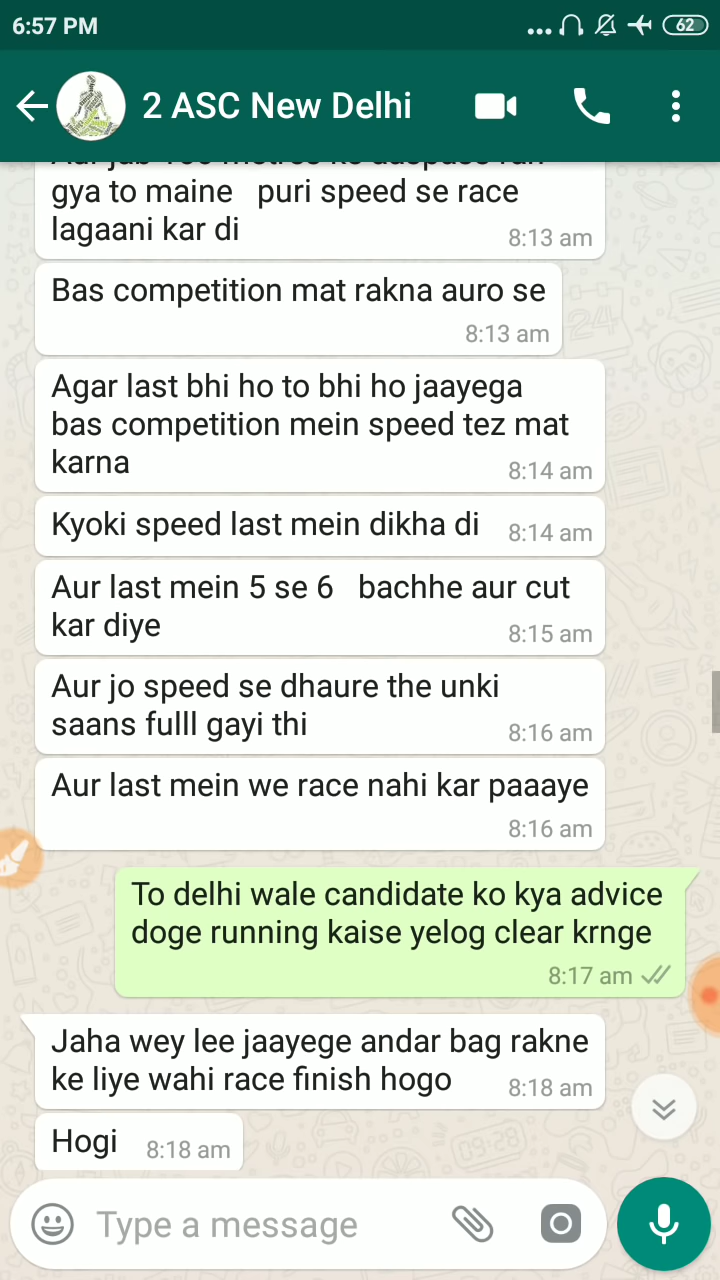 6:57 PM
62
2 ASC New Delhi
gya to maine puri speed se race
lagaani kar di
8:13 am
Bas competition mat rakna auro se
8:13 am
Agar last bhi ho to bhi ho jaayega
bas competition mein speed tez mat
karna
8:14 am
Kyoki speed last mein dikha di
8:14 am
Aur last mein 5 se 6 bachhe aur cut
kar diye
8:15 am
Aur jo speed se dhaure the unki
saans fulll gayi thi
8:16 am
Aur last mein we race nahi kar paaaye
8:16 am
To delhi wale candidate ko kya advice
doge running kaise yelog clear krnge
8:17 am
Jaha wey lee jaayege andar bag rakne
ke liye wahi race finish hogo
8:18 am
Hogi
8:18 am
Type a message